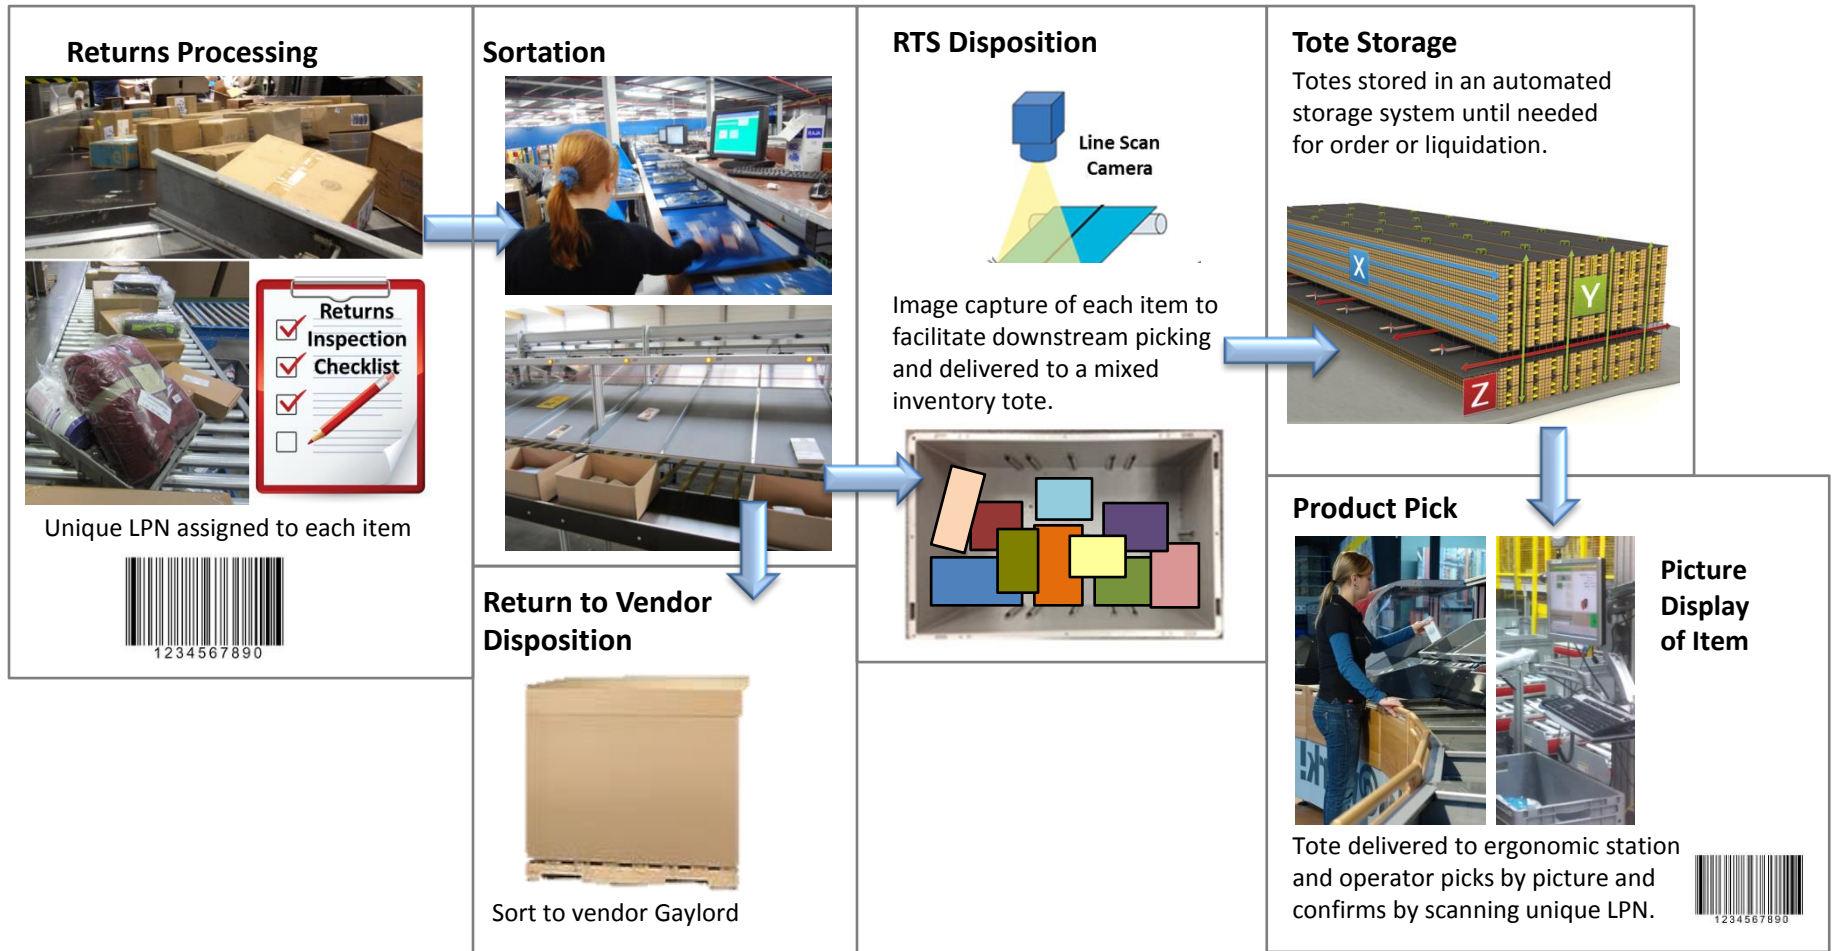 Returns Processing
Returns
Inspection
Checklist
Unique LPN assigned to each item
1234567890
Sortation
Return to Vendor
Disposition
Sort to vendor Gaylord
RTS Disposition
Line Scan
Camera
Image capture of each item to
facilitate downstream picking
and delivered to a mixed
inventory tote.
Tote Storage
Totes stored in an automated
storage system until needed
for order or liquidation.
X
Y
Z
Product Pick
Picture
Display
of Item
Tote delivered to ergonomic station
and operator picks by picture and
confirms by scanning unique LPN.
1234567890